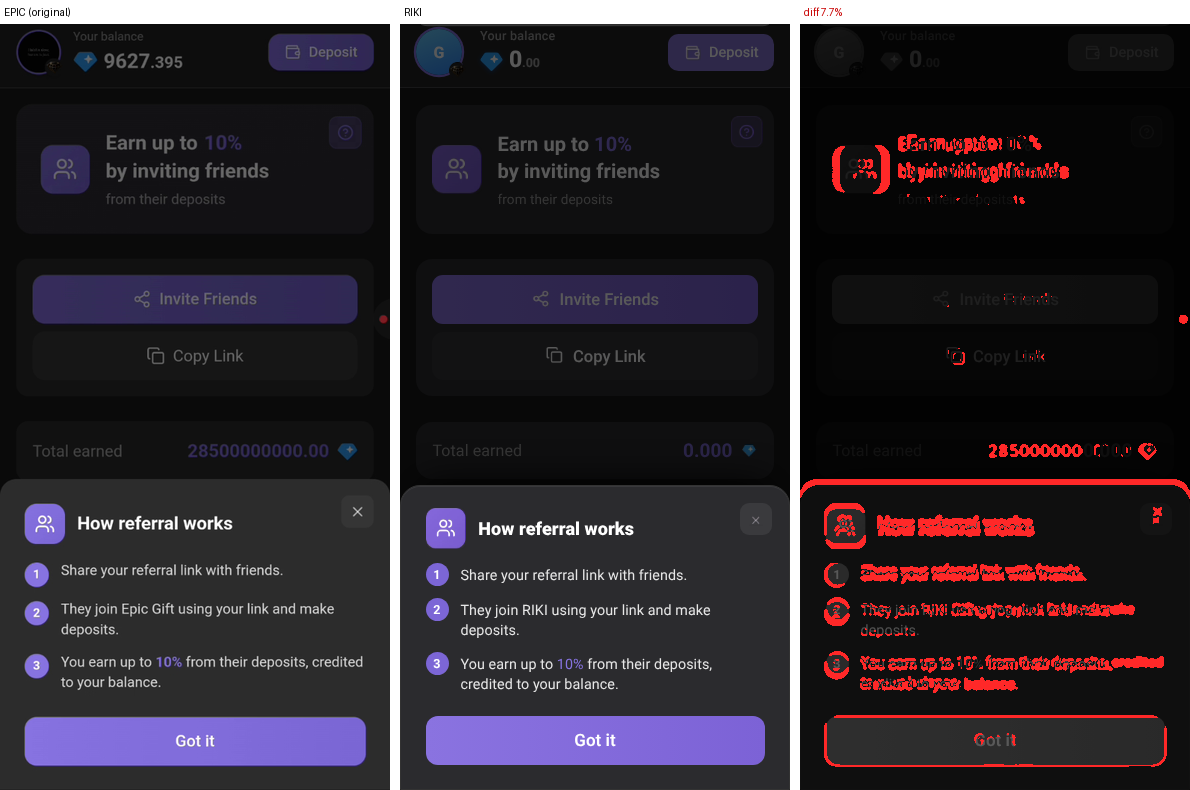 EPIC (original)
Your balance
9627.395
Deposit
Earn up to 10%
by inviting friends
from their deposits
Invite Friends
Copy Link
Total earned
28500000000.00
How referral works
1 Share your referral link with friends.
2 They join Epic Gift using your link and make
deposits.
3 You earn up to 10% from their deposits, credited
to your balance.
Got it
RIKI
G
Your balance
0.00
Deposit
Earn up to 10%
by inviting friends
from their deposits
Invite Friends
Copy Link
Total earned
0.000
How referral works
1 Share your referral link with friends.
2 They join RIKI using your link and make
deposits.
3 You earn up to 10% from their deposits,
credited to your balance.
Got it
diff 7.7%
G
Your balance
0.00
Deposit
Invite Friends
Copy Link
Total earned
285000000
1
deposits.
Got it